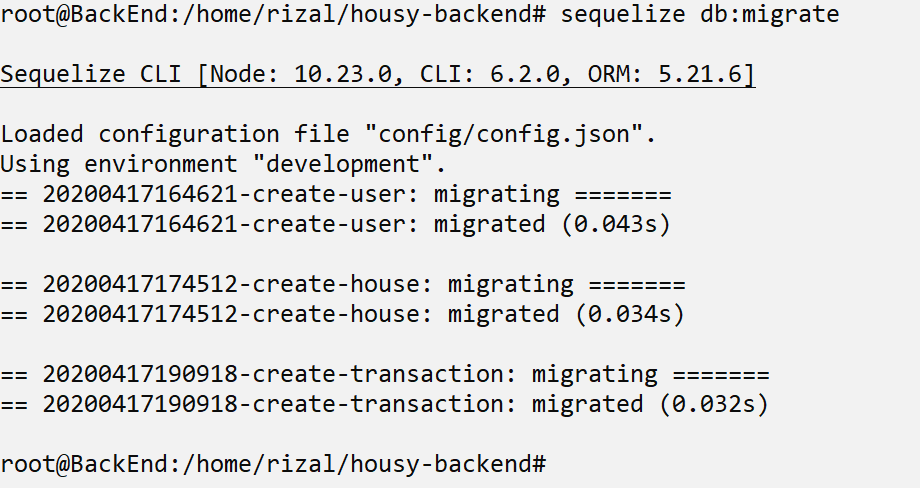 root@BackEnd:/home/rizal/housy-backend# sequelize db:migrate
Sequelize CLI [Node: 10.23.0, CLI: 6.2.0, ORM: 5.21.6]
Loaded configuration file "config/config.json".
Using environment "development".
== 20200417164621-create-user: migrating =======
== 20200417164621-create-user: migrated (0.043s)
== 20200417174512-create-house: migrating =======
== 20200417174512-create-house: migrated (0.034s)
== 20200417190918-create-transaction: migrating =======
== 20200417190918-create-transaction: migrated (0.032s)
root@BackEnd:/home/rizal/housy-backend#